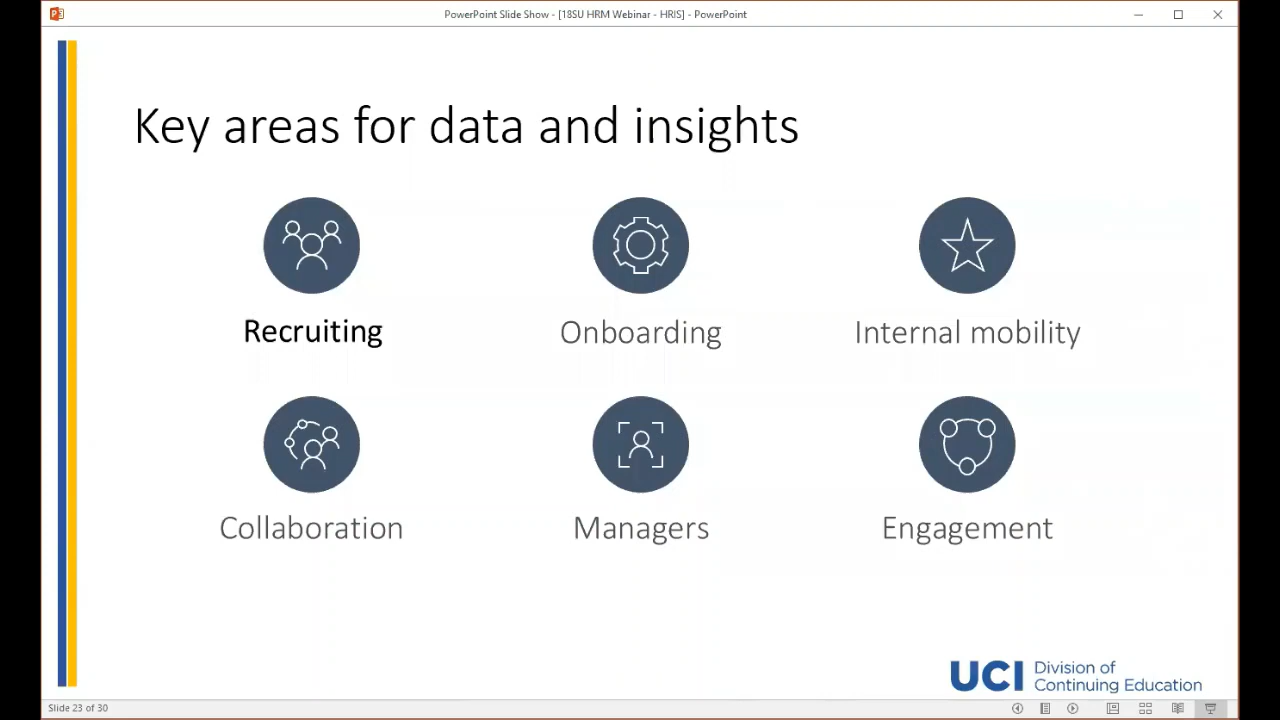 PowerPoint Slide Show - [18SU HRM Webinar - HRIS] - PowerPoint
Key areas for data and insights
Recruiting
Onboarding
Internal mobility
Collaboration
Managers
Engagement
UCI Division of
Continuing Education
Slide 23 of 30